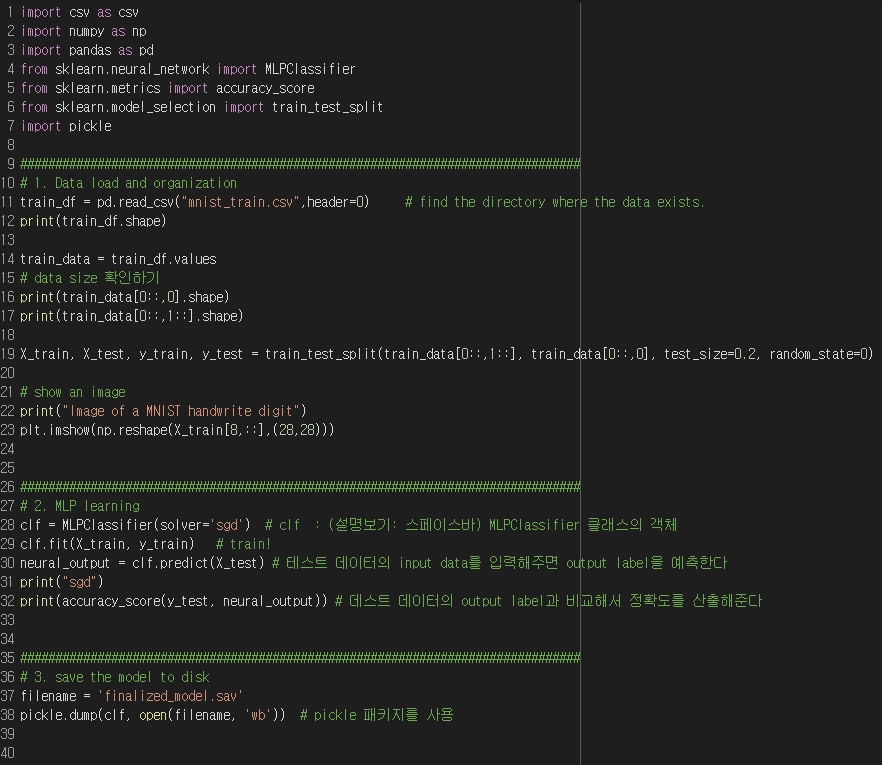 1 import csv as csv
2 import numpy as np
3 import pandas as pd
4 from sklearn.neural_network import MLPClassifier
5 from sklearn.metrics import accuracy_score
6 from sklearn.model_selection import train_test_split
7 import pickle
8
9 ################################################################################
10 # 1. Data load and organization
11 train_df = pd.read_csv("mnist_train.csv",header=0)     # find the directory where the data exists.
12 print(train_df.shape)
13
14 train_data = train_df.values
15 # data size 확인하기
16 print(train_data[0::,0].shape)
17 print(train_data[0::,1::].shape)
18
19 X_train, X_test, y_train, y_test = train_test_split(train_data[0::,1::], train_data[0::,0], test_size=0.2, random_state=0)
20
21 # show an image
22 print("Image of a MNIST handwrite digit")
23 plt.imshow(np.reshape(X_train[8,::],(28,28)))
24
25
26 ################################################################################
27 # 2. MLP learning
28 clf = MLPClassifier(solver='sgd')  # clf  : (설명보기: 스페이스바) MLPClassifier 클래스의 객체
29 clf.fit(X_train, y_train)   # train!
30 neural_output = clf.predict(X_test) # 테스트 데이터의 input data를 입력해주면 output label을 예측한다
31 print("sgd")
32 print(accuracy_score(y_test, neural_output)) # 데스트 데이터의 output label과 비교해서 정확도를 산출해준다
33
34
35 ################################################################################
36 # 3. save the model to disk
37 filename = 'finalized_model.sav'
38 pickle.dump(clf, open(filename, 'wb'))  # pickle 패키지를 사용
39
40